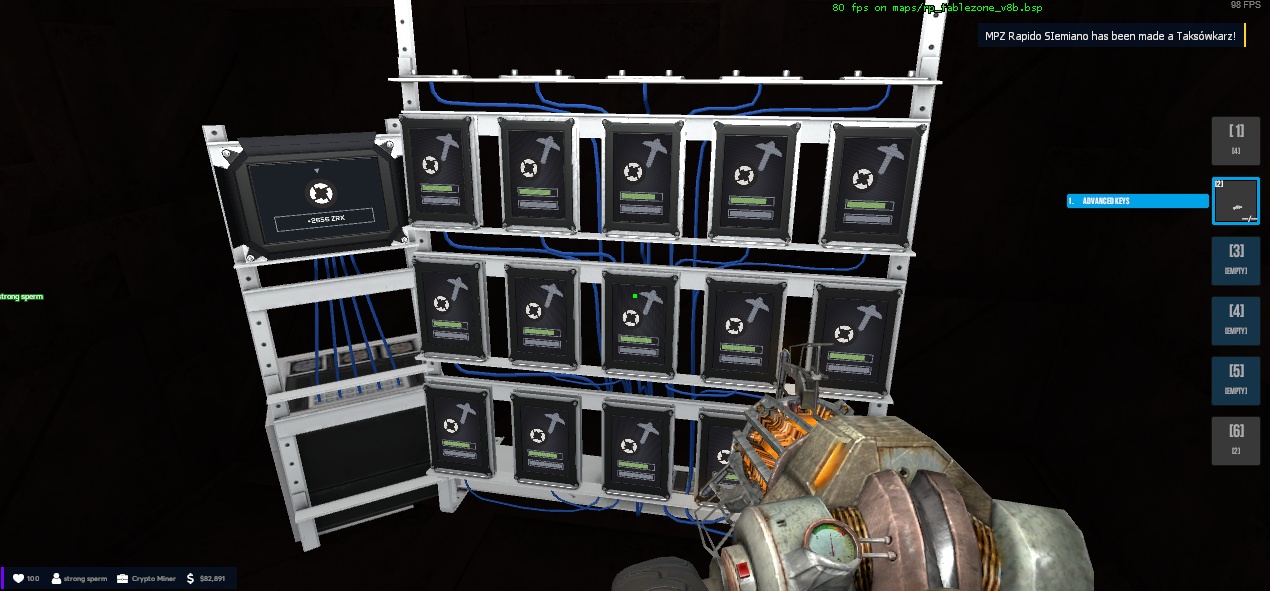 80 fps on maps/rp_fablezone_v8b.bsp
98 FPS
MPZ Rapido SIemiano has been made a Taksówkarz!
[1]
[4]
[2]
1. ADVANCED KEYS
[3]
[EMPTY]
[4]
[EMPTY]
[5]
[EMPTY]
[6]
[2]
+2656 ZRX
strong sperm
100 strong sperm Crypto Miner $ $82,891